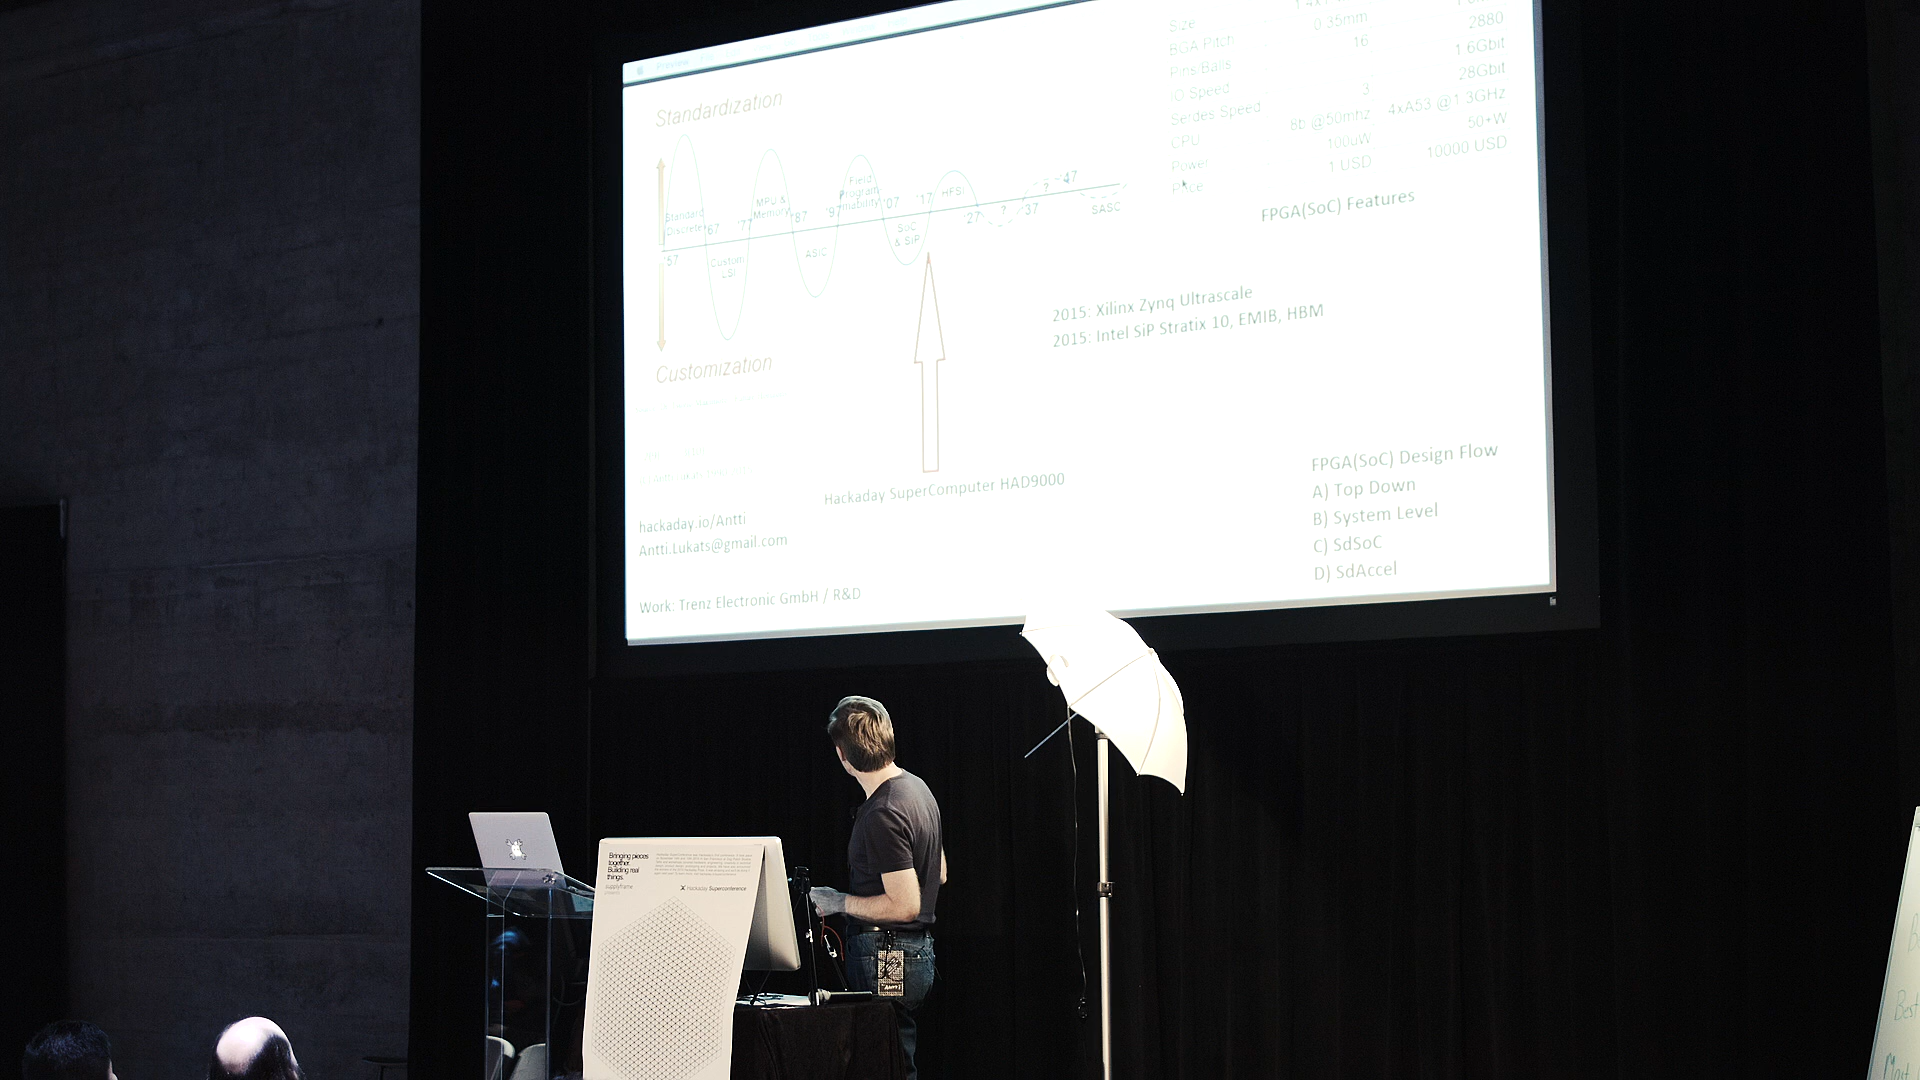 Preview
Standardization
Standard
Discrete
'57
'67
Custom
LSI
'77
MPU &
Memory
'87
ASIC
'97
Field
Program-
mability
'07
SoC
& SiP
'17
HFSI
'27
?
'37
?
'47
SASC
Customization
Size
0.35mm
2880
BGA Pitch
16
1.6Gbit
Pins/Balls
28Gbit
IO Speed
3
4xA53 @1.3GHz
Serdes Speed
8b @50mhz
50+W
CPU
100uW
10000 USD
Power
1 USD
Price
FPGA(SoC) Features
2015: Xilinx Zynq Ultrascale
2015: Intel SiP Stratix 10, EMIB, HBM
Hackaday SuperComputer HAD9000
hackaday.io/Antti
Antti.Lukats@gmail.com
Work: Trenz Electronic GmbH / R&D
FPGA(SoC) Design Flow
A) Top Down
B) System Level
C) SdSoC
D) SdAccel
Bringing pieces
together.
Building real
things.
supplyframe
hackaday Superconference
Best